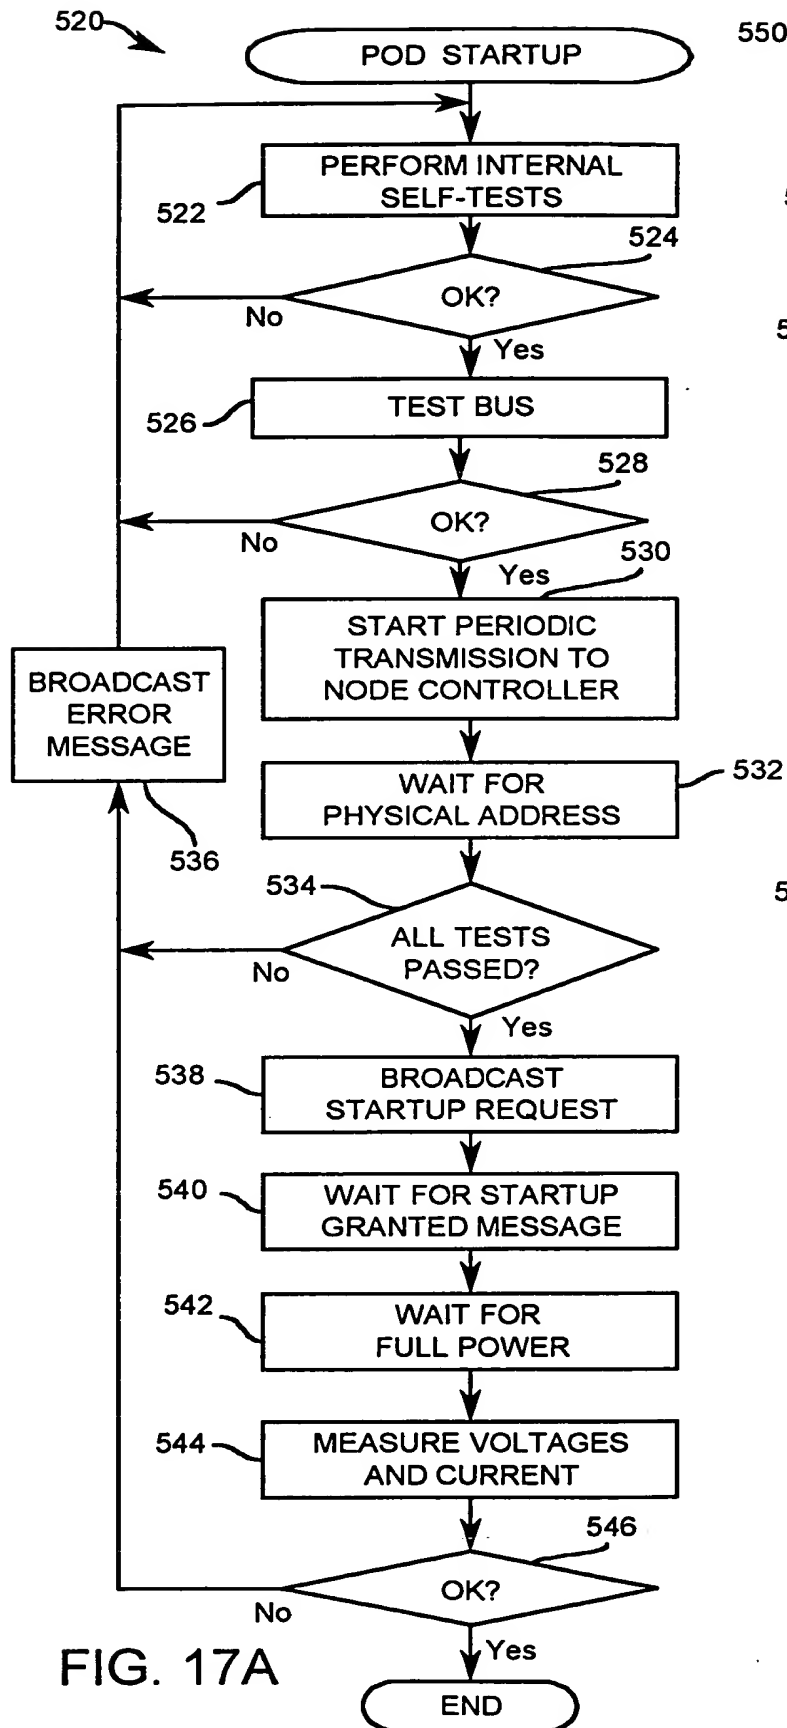 520
POD STARTUP
550
PERFORM INTERNAL
SELF-TESTS
522
5
524
OK?
No
5
Yes
TEST BUS
526
528
OK?
No
Yes
530
START PERIODIC
TRANSMISSION TO
NODE CONTROLLER
BROADCAST
ERROR
MESSAGE
536
WAIT FOR
PHYSICAL ADDRESS
532
534
5
ALL TESTS
PASSED?
No
Yes
538
BROADCAST
STARTUP REQUEST
540
WAIT FOR STARTUP
GRANTED MESSAGE
542
WAIT FOR
FULL POWER
544
MEASURE VOLTAGES
AND CURRENT
546
OK?
No
Yes
FIG. 17A
END